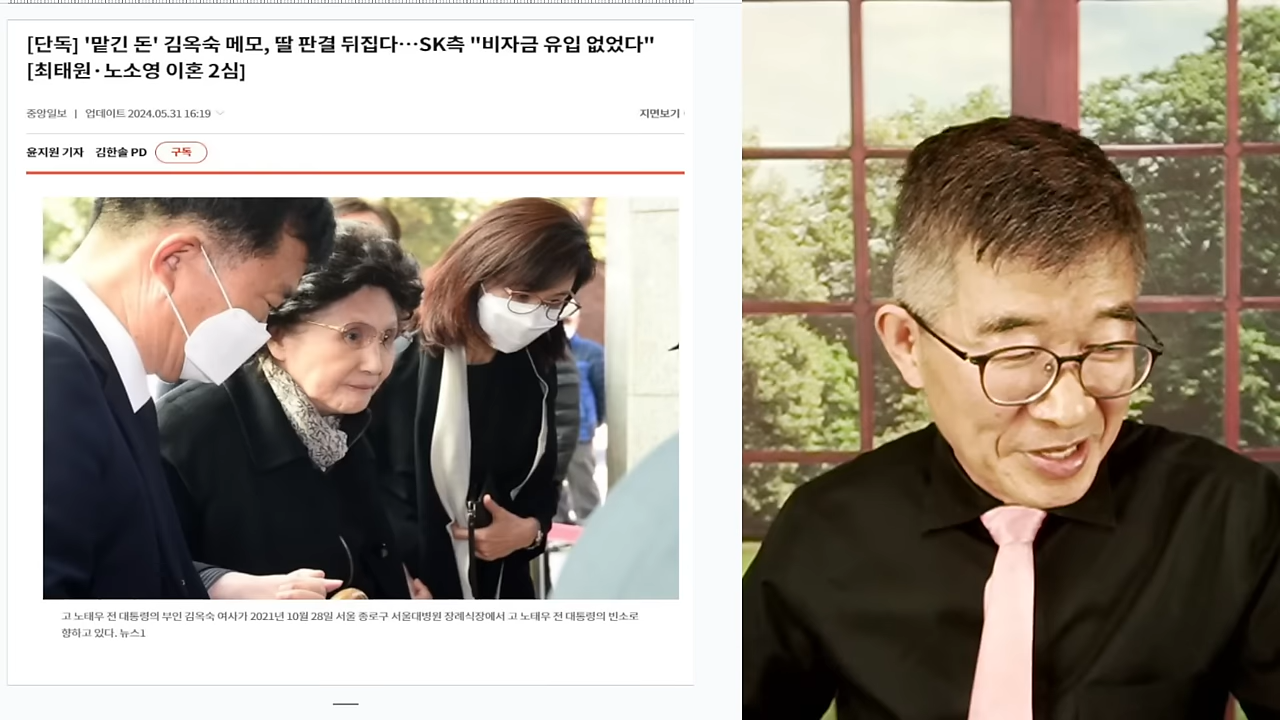 [단독] '맡긴 돈' 김옥숙 메모, 딸 판결 뒤집다…SK측 "비자금 유입 없었다"
[최태원·노소영 이혼 2심]
중앙일보 | 업데이트 2024.05.31 16:19
지면보기
윤지원 기자 김한솔 PD 구독
고 노태우 전 대통령의 부인 김옥숙 여사가 2021년 10월 28일 서울 종로구 서울대병원 장례식장에서 고 노태우 전 대통령의 빈소로
향하고 있다. 뉴스1